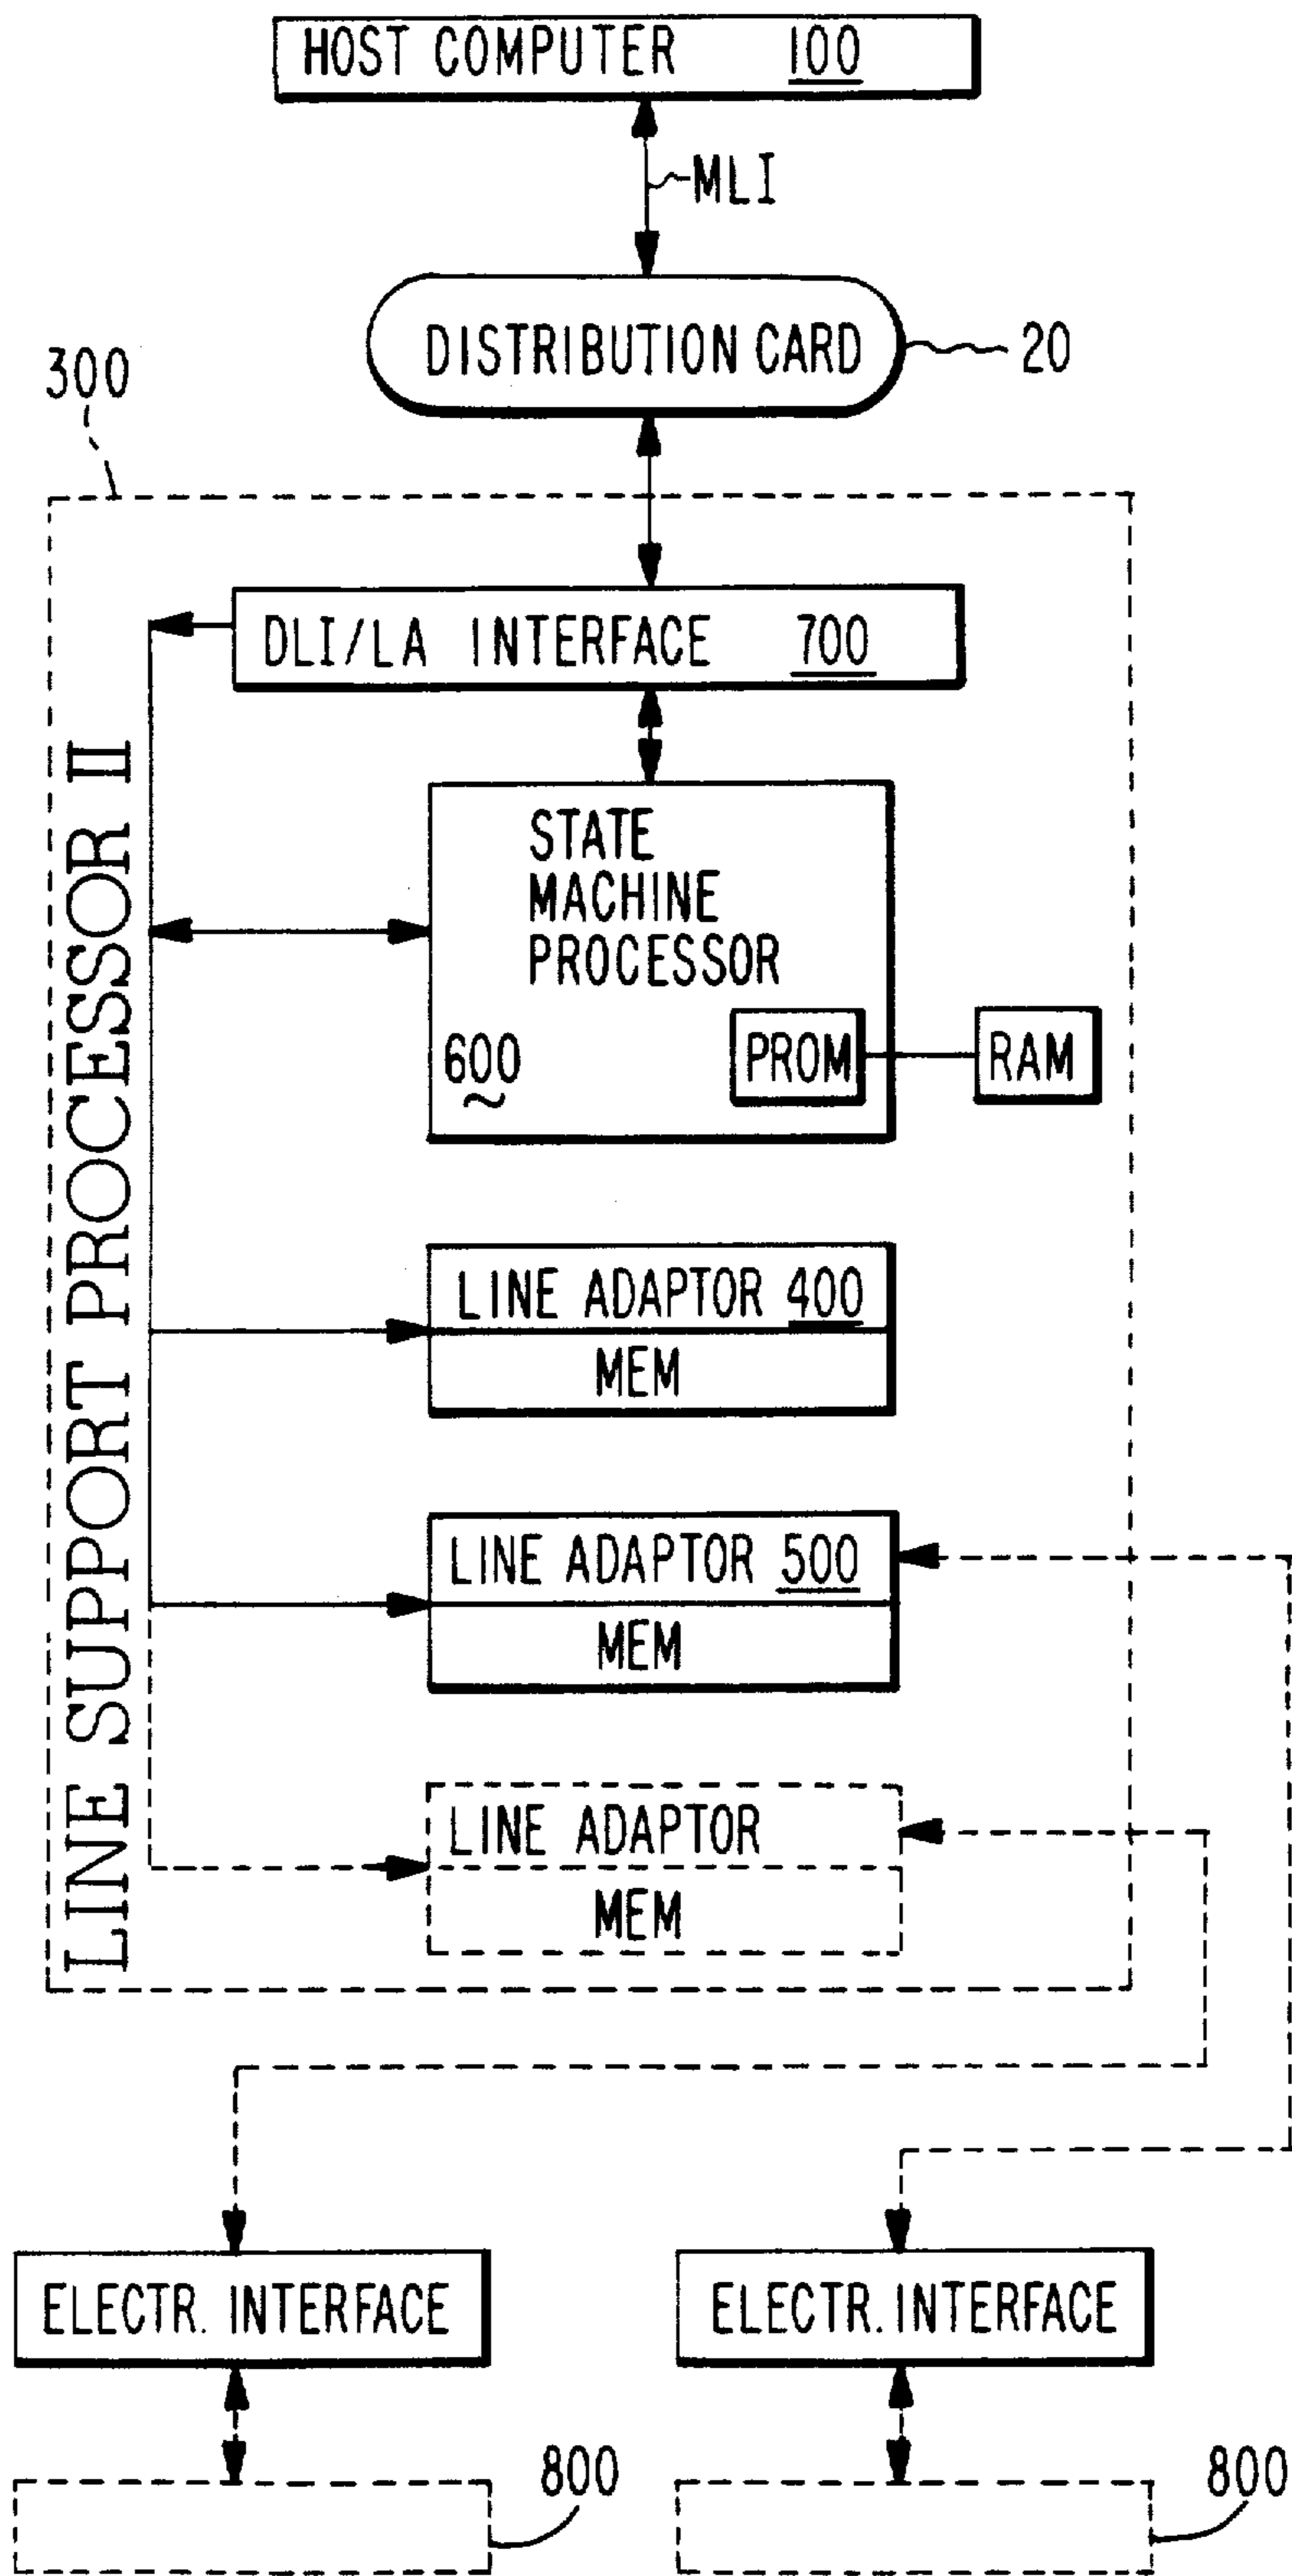 HOST COMPUTER 100
MLI
DISTRIBUTION CARD
20
300
DLI/LA INTERFACE 700
LINE SUPPORT PROCESSOR II
STATE
MACHINE
PROCESSOR
600
PROM
RAM
LINE ADAPTOR 400
MEM
LINE ADAPTOR 500
MEM
LINE ADAPTOR
MEM
ELECTR. INTERFACE
ELECTR. INTERFACE
800
800